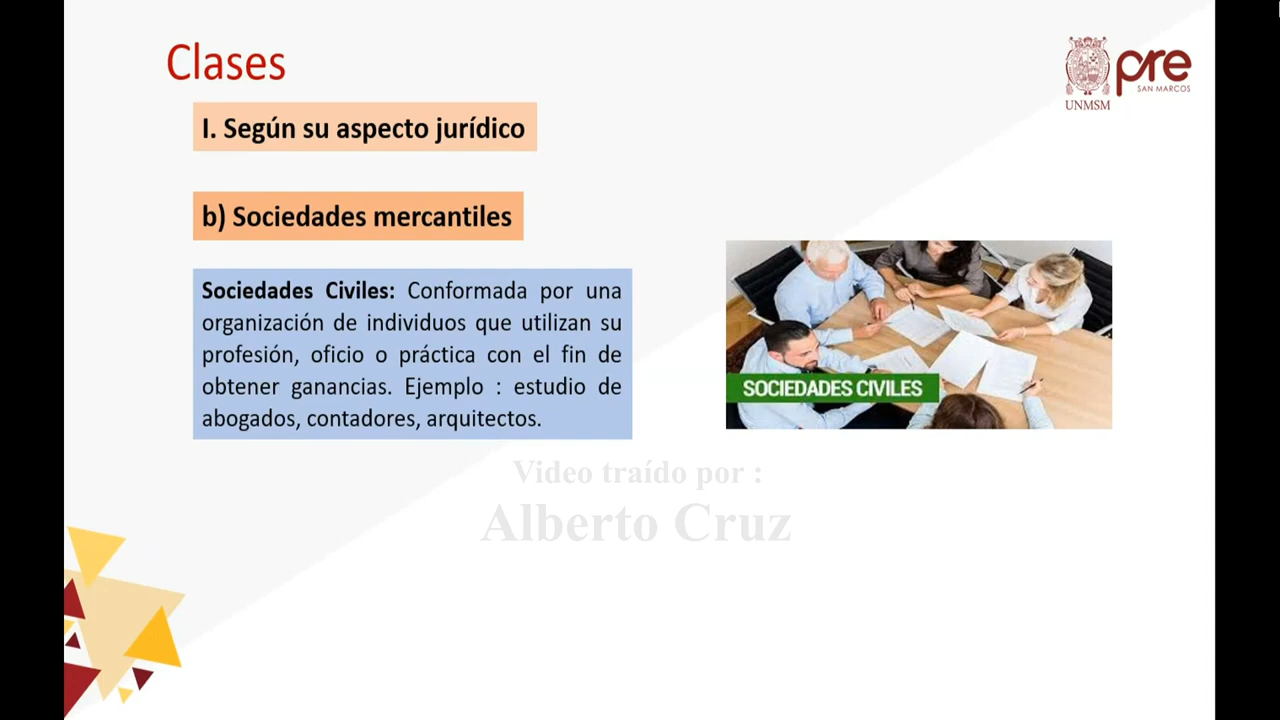 Clases
pre
SAN MARCOS
UNMSM
I. Según su aspecto jurídico
b) Sociedades mercantiles
Sociedades Civiles: Conformada por una
organización de individuos que utilizan su
profesión, oficio o práctica con el fin de
obtener ganancias. Ejemplo : estudio de
abogados, contadores, arquitectos.
SOCIEDADES CIVILES
Video traído por :
Alberto Cruz